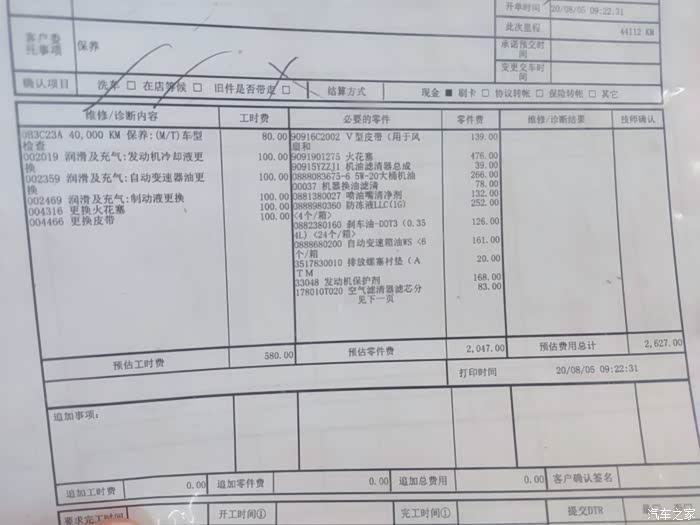 开单时间 20/08/05 09:22:31
客户委托事项 保养 此次里程 44112 KM
承诺预交时间
变更交车时间
确认项目 洗车 □ 在店等候 □ 旧件是否带走 □ 结算方式 现金 ■ 刷卡 □ 协议转帐 □ 保险转帐 □ 其它
维修/诊断内容 工时费 必要的零件 零件费 维修/诊断结果 技师确认
0B3C23A 40,000 KM 保养:(M/T)车型检查 80.00
002019 润滑及充气:发动机冷却液更换 100.00
002359 润滑及充气:自动变速器油更换 100.00
002469 润滑及充气:制动液更换 100.00
004316 更换火花塞 100.00
004466 更换皮带 100.00
90916C2002 V型皮带(用于风扇和 139.00
9091901275 火花塞 476.00
90915YZZJ1 机油滤清器总成 39.00
0888083675-6 5W-20大桶机油 266.00
00037 机器换油滤清 78.00
0881380027 喷油嘴清净剂 132.00
0888980360 防冻液LLC(1G) <4个/箱> 252.00
0882380160 刹车油-DOT3 (0.354L) <24个/箱> 126.00
0888680200 自动变速箱油WS <6个/箱 161.00
3517830010 排放螺塞衬垫(ATM 20.00
33048 发动机保护剂 168.00
178010T020 空气滤清器滤芯分 83.00
见下一页
预估工时费 580.00 预估零件费 2,047.00 预估费用总计 2,627.00
打印时间 20/08/05 09:22:31
追加事项:
追加工时费 0.00 追加零件费 0.00 追加总费用 0.00 客户确认签名
要求完工时间 开工时间① 完工时间① 提交DTR
汽车之家